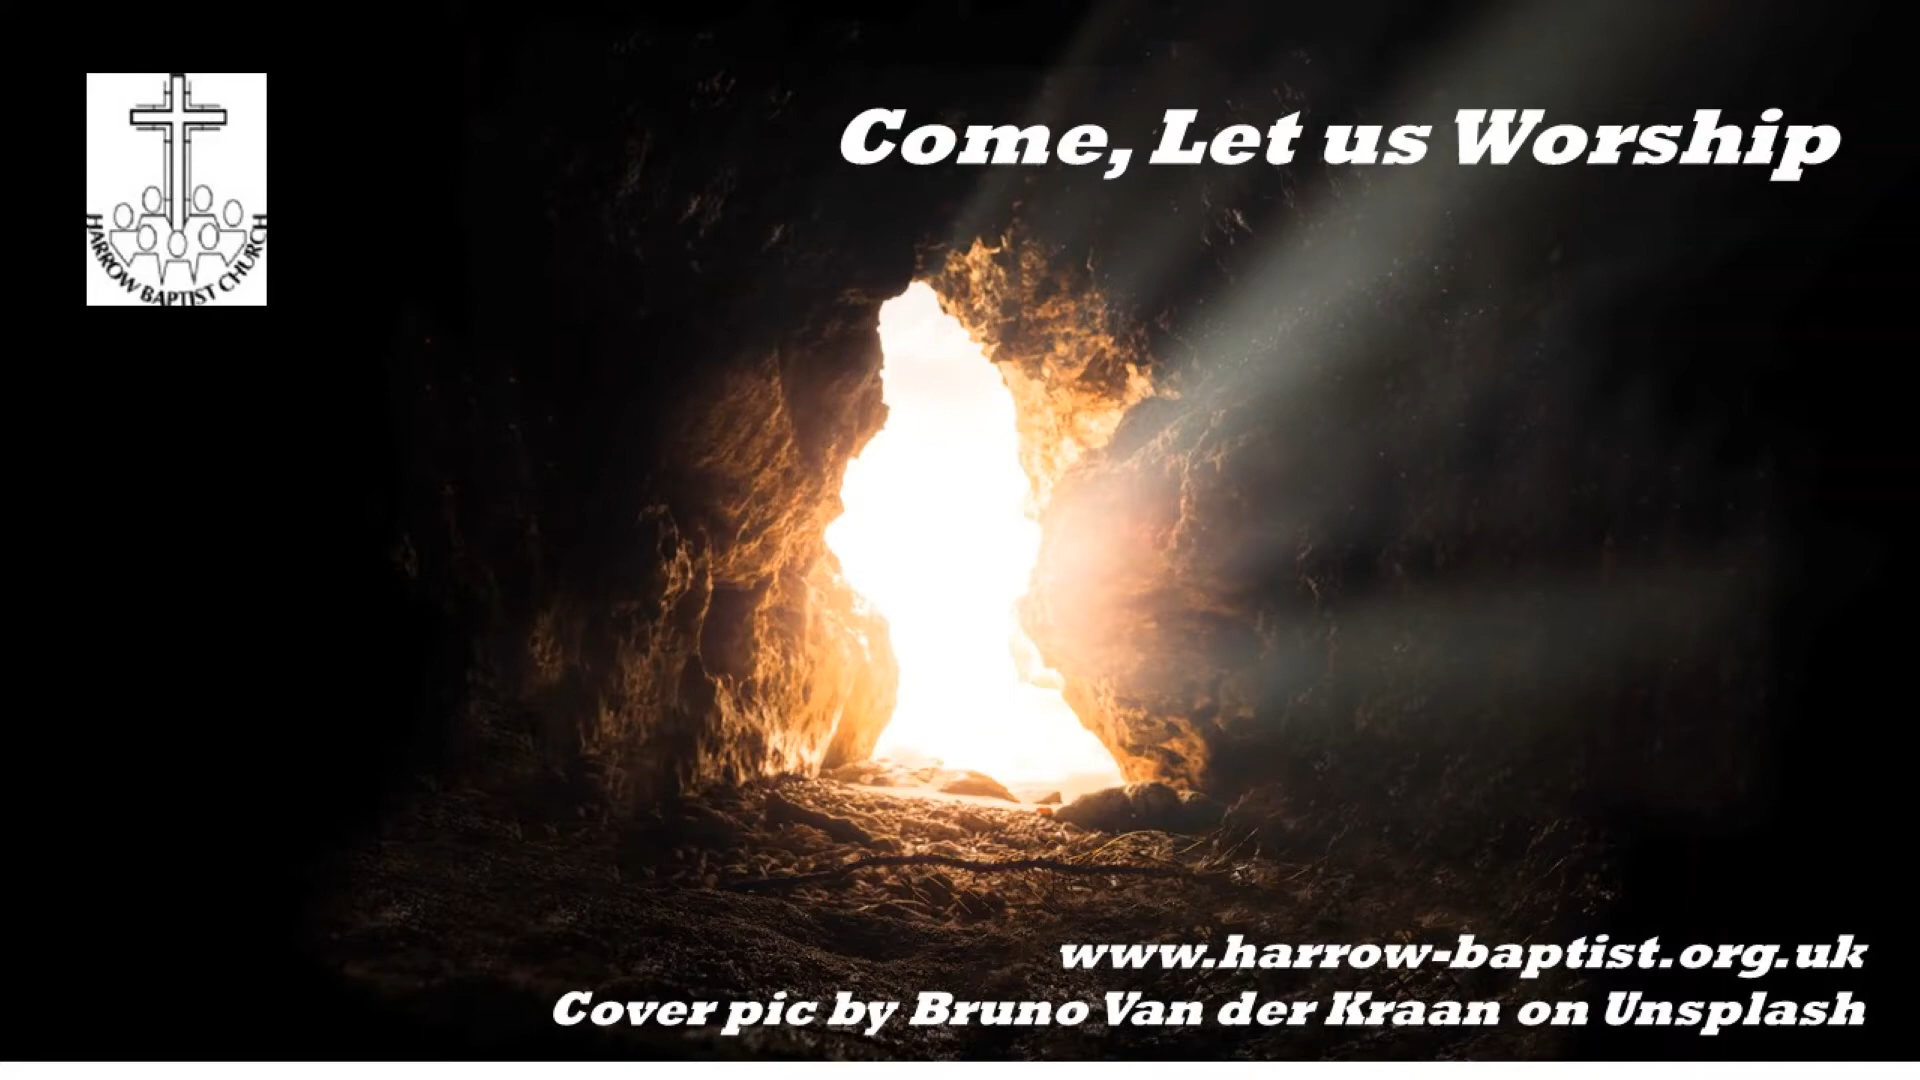 HARROW BAPTIST CHURCH
Come, Let us Worship
www.harrow-baptist.org.uk
Cover pic by Bruno Van der Kraan on Unsplash